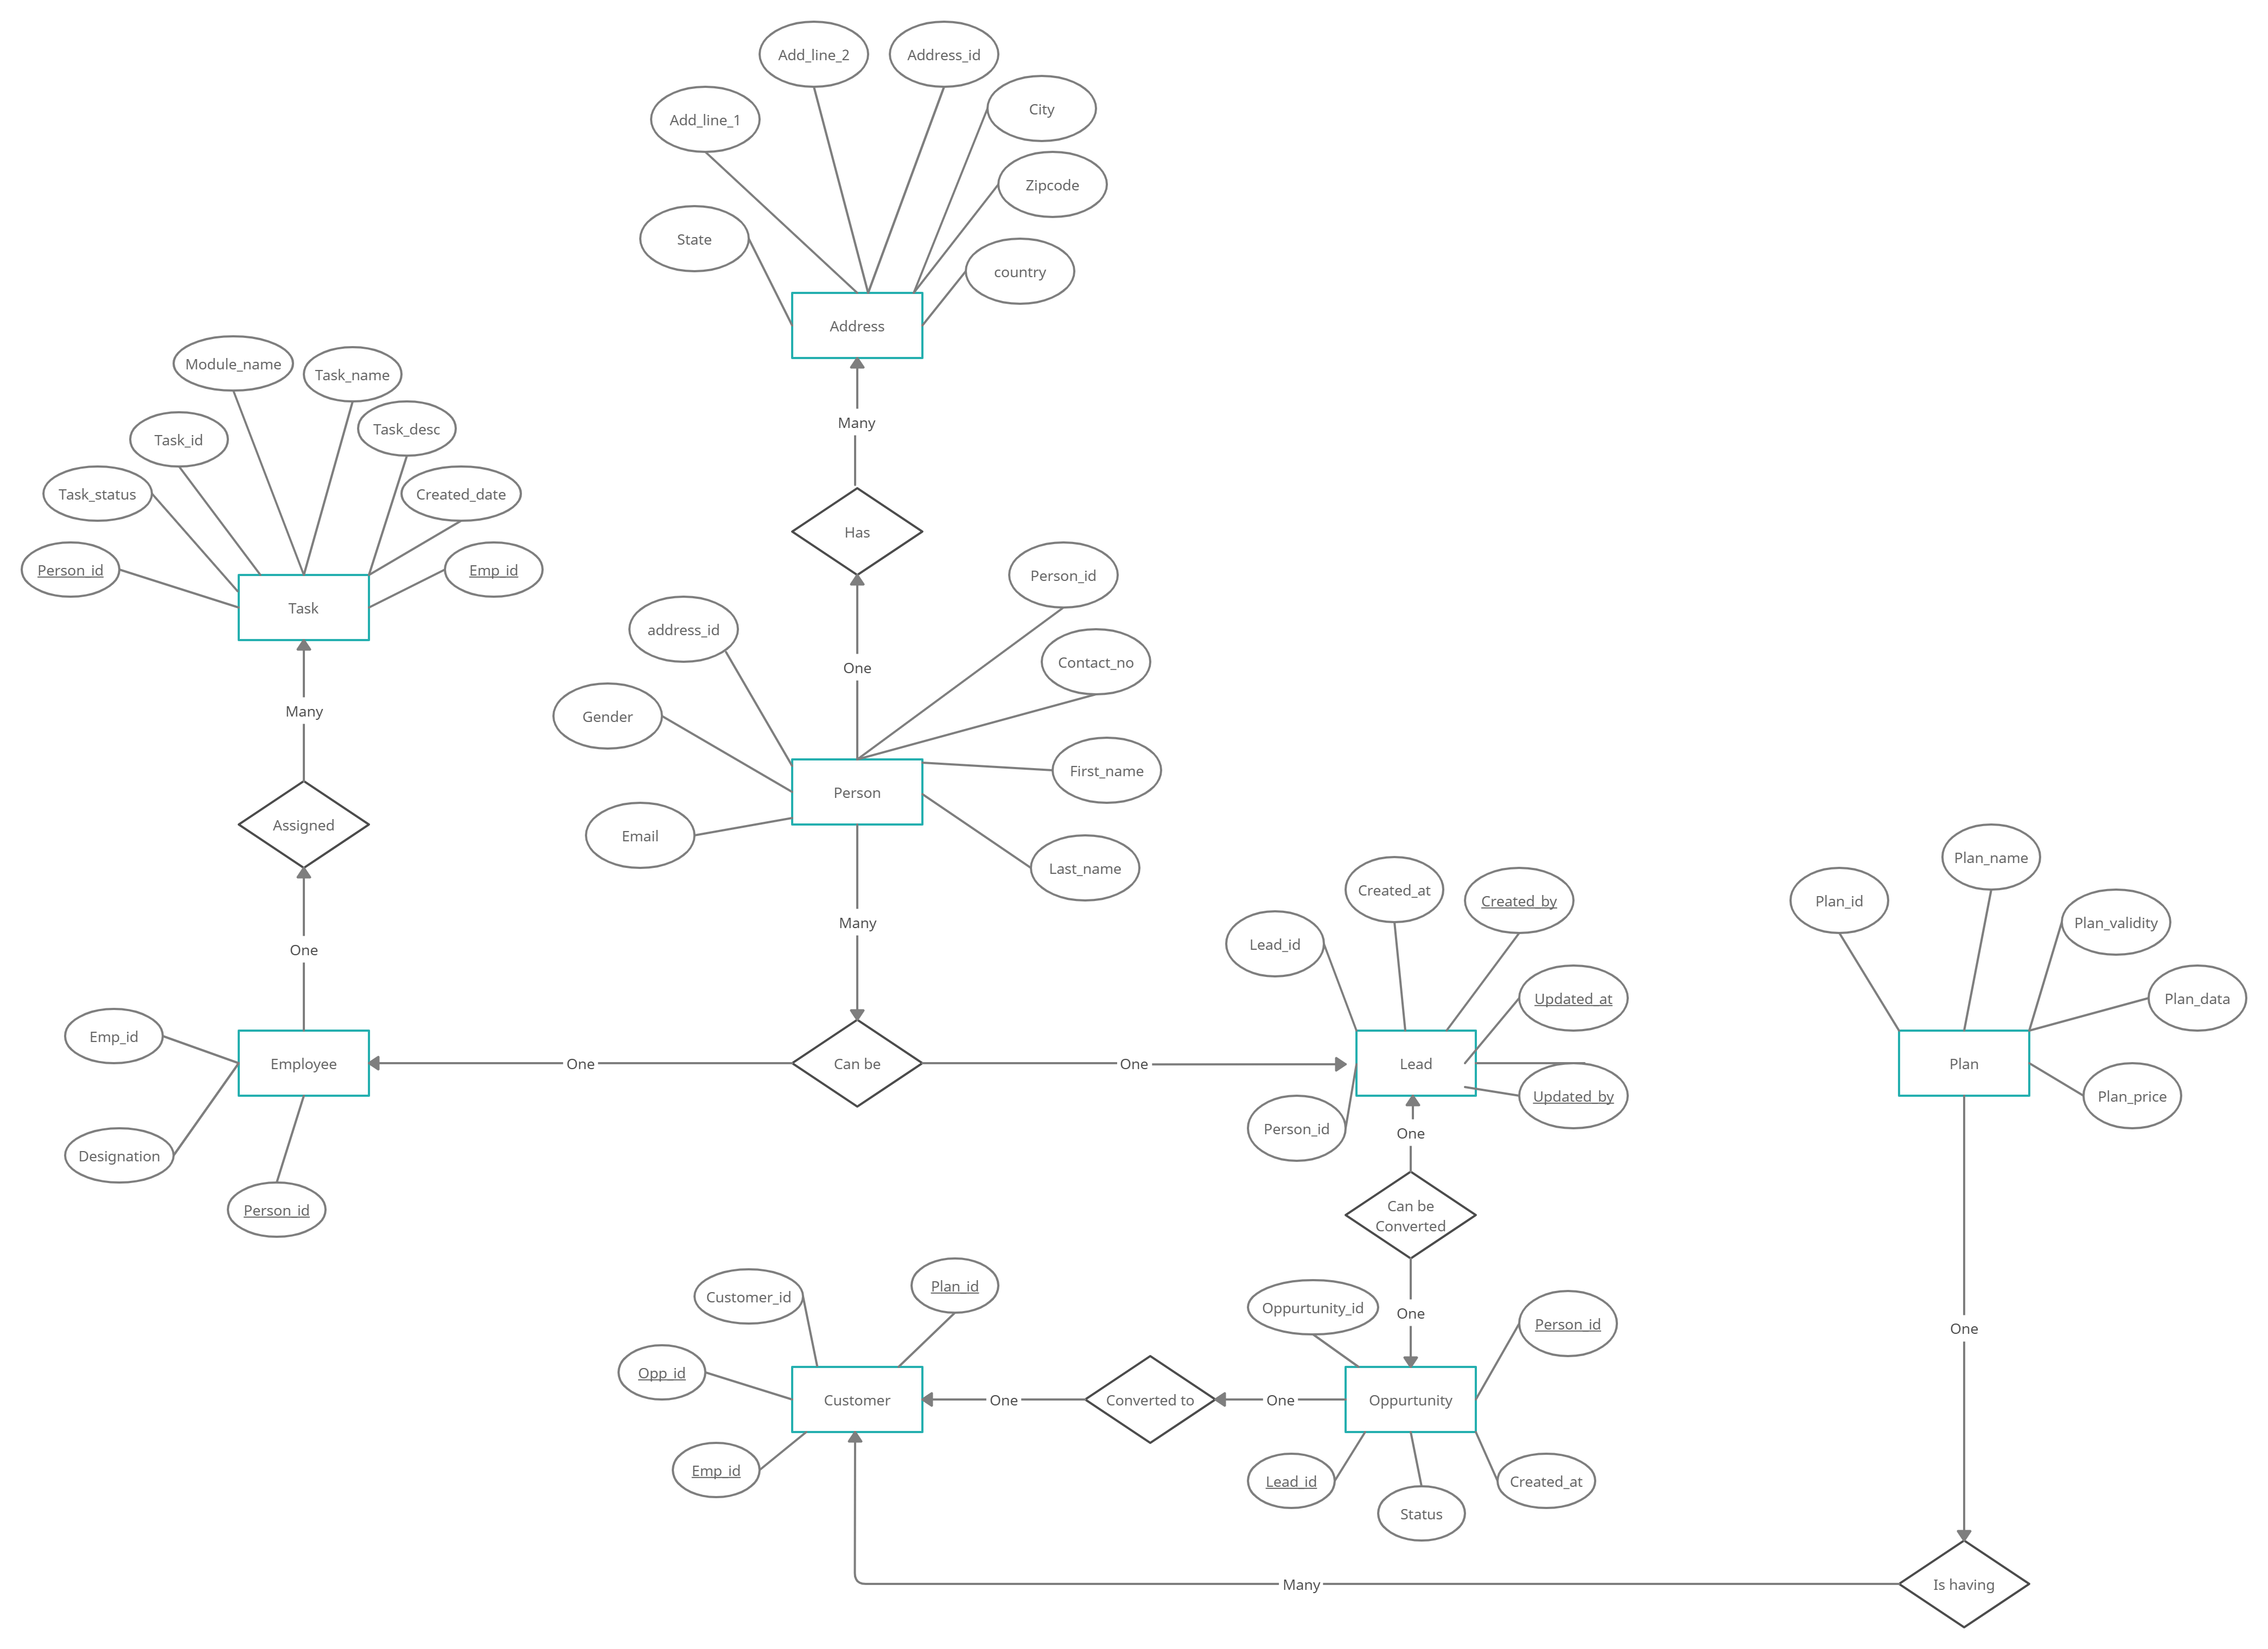 Add_line_2
Address_id
City
Add_line_1
Zipcode
State
country
Address
Module_name
Task_name
Many
Task_desc
Task_id
Task_status
Created_date
Has
Person_id
Emp_id
Person_id
Task
address_id
Contact_no
One
Many
Gender
First_name
Person
Assigned
Email
Plan_name
Last_name
Created_at
Created_by
Plan_id
Many
Plan_validity
Lead_id
One
Updated_at
Plan_data
Emp_id
Employee
One
Can be
One
Lead
Plan
Updated_by
Plan_price
Person_id
One
Designation
Person_id
Can be
Converted
Plan_id
Customer_id
Oppurtunity_id
One
Person_id
One
Opp_id
Customer
One
Converted to
One
Oppurtunity
Emp_id
Lead_id
Created_at
Status
Many
Is having